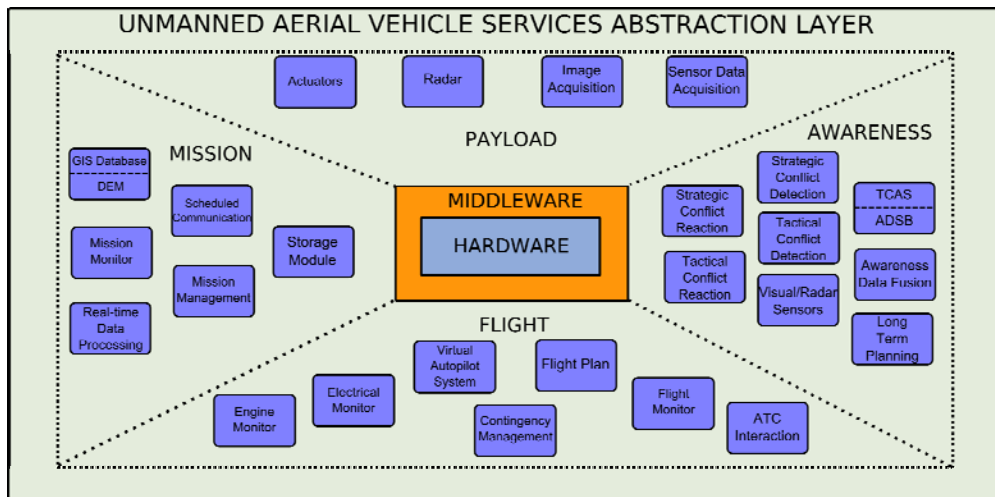 UNMANNED AERIAL VEHICLE SERVICES ABSTRACTION LAYER
Actuators
Radar
Image
Acquisition
Sensor Data
Acquisition
PAYLOAD
MISSION
GIS Database
DEM
Scheduled
Communication
Mission
Monitor
Storage
Module
Mission
Management
Real-time
Data
Processing
MIDDLEWARE
HARDWARE
AWARENESS
Strategic
Conflict
Detection
Strategic
Conflict
Reaction
TCAS
ADSB
Tactical
Conflict
Detection
Tactical
Conflict
Reaction
Awareness
Data Fusion
Visual/Radar
Sensors
Long
Term
Planning
FLIGHT
Virtual
Autopilot
System
Flight Plan
Electrical
Monitor
Flight
Monitor
Engine
Monitor
Contingency
Management
ATC
Interaction